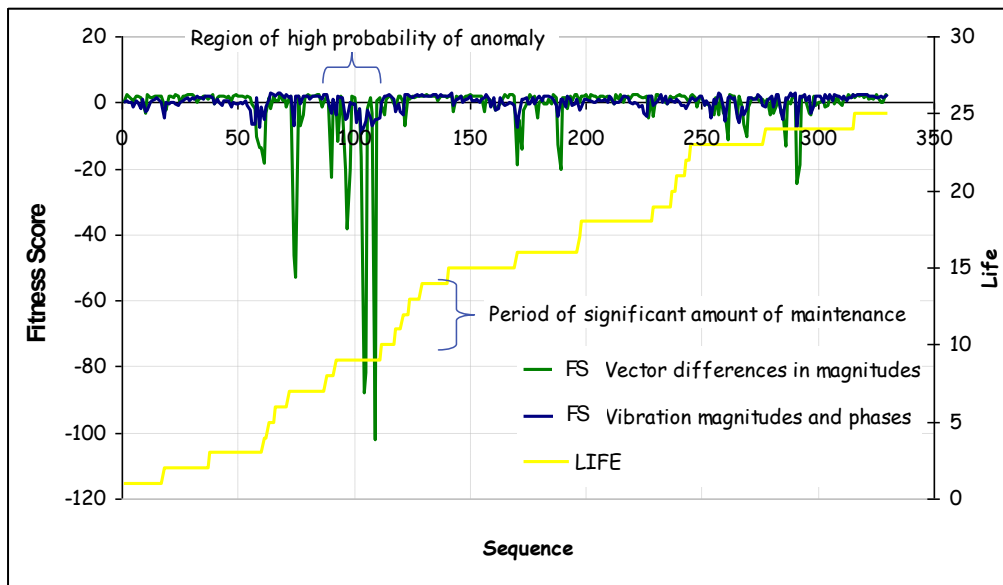 Region of high probability of anomaly
20
0
-20
-40
-60
-80
-100
-120
0
50
100
150
200
250
300
350
30
25
20
15
10
5
0
Fitness Score
Life
Period of significant amount of maintenance
FS Vector differences in magnitudes
FS Vibration magnitudes and phases
LIFE
Sequence